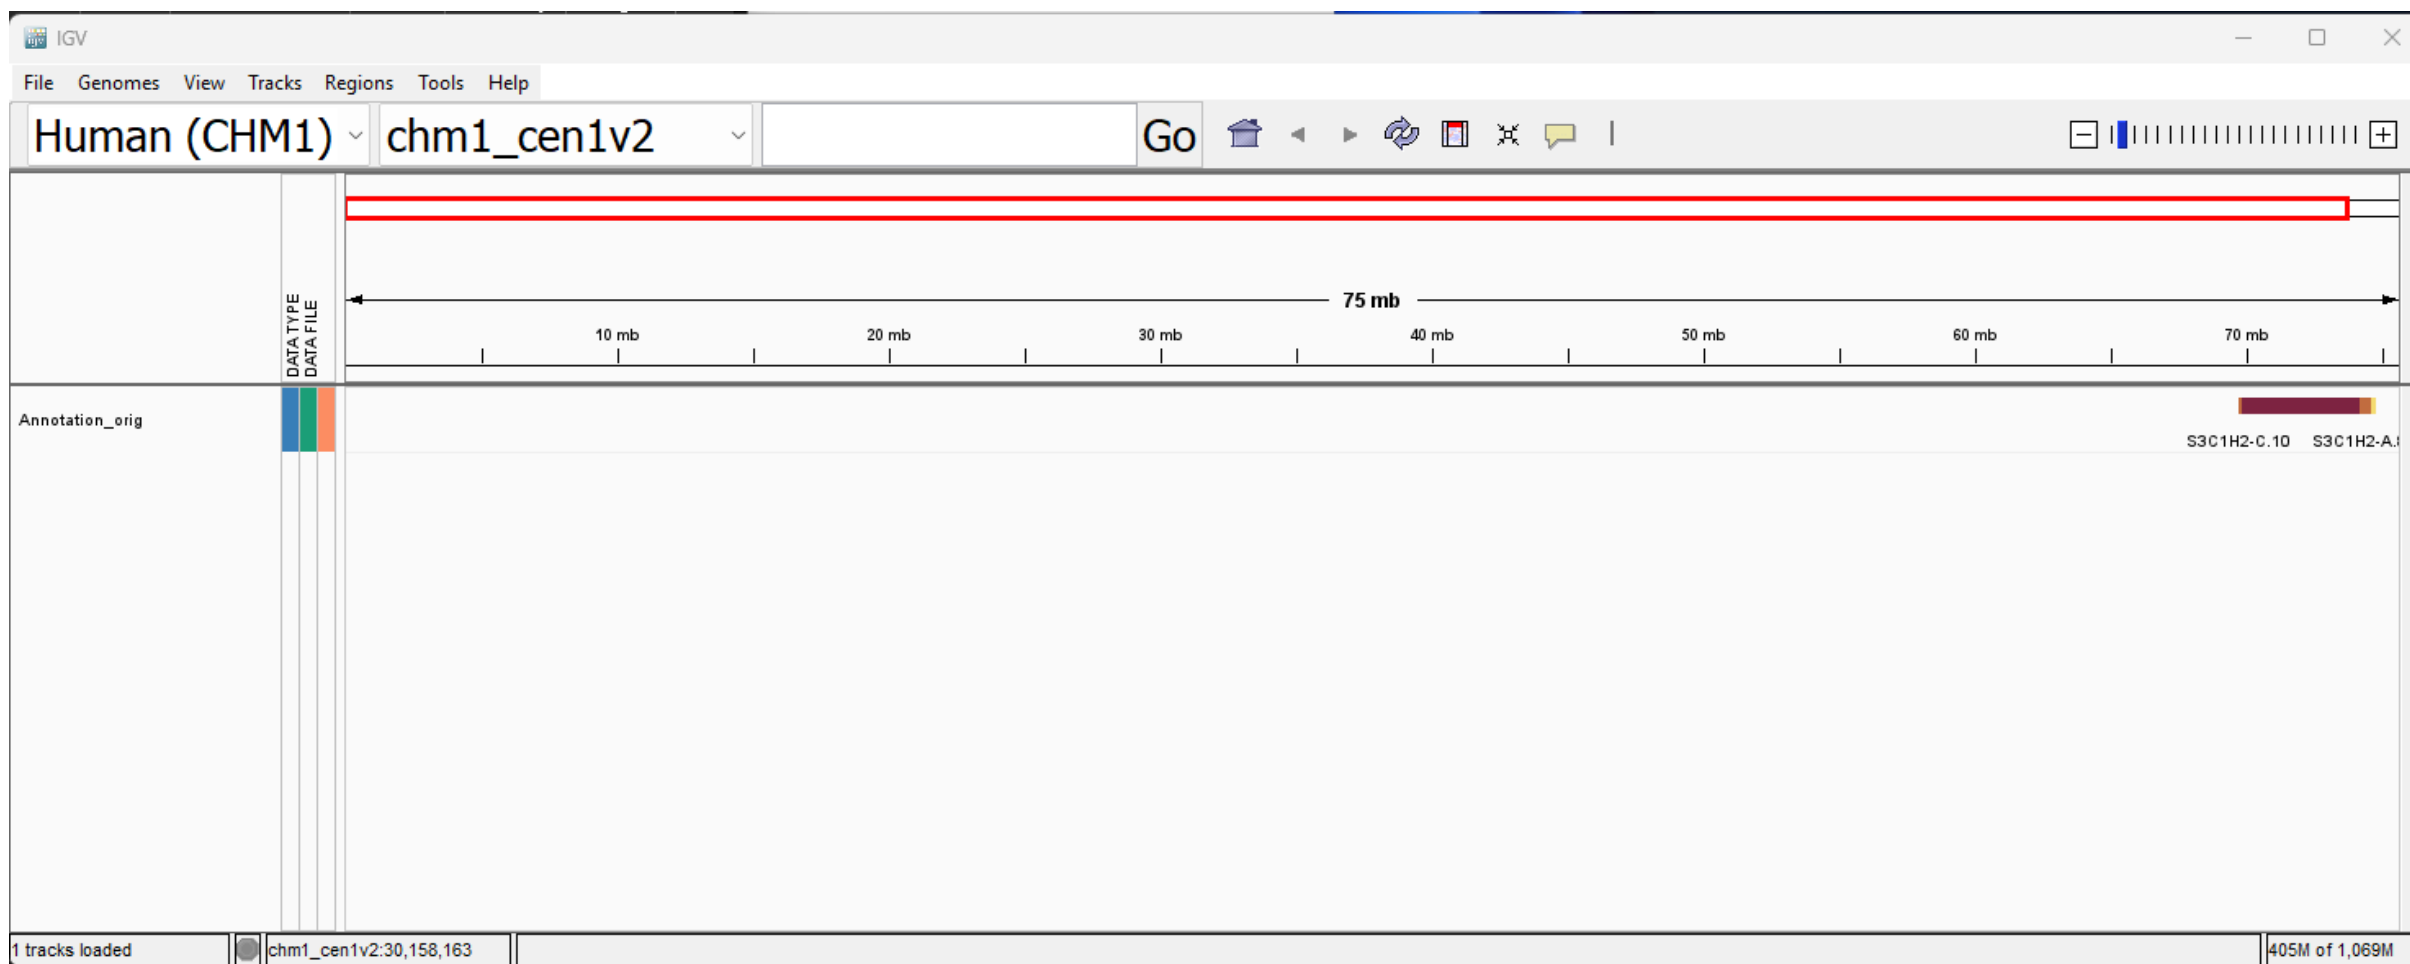 IGV
File Genomes View Tracks Regions Tools Help
Human (CHM1) chm1_cen1v2 Go
DATA TYPE
DATA FILE
75 mb
10 mb 20 mb 30 mb 40 mb 50 mb 60 mb 70 mb
Annotation_orig
S3C1H2-C.10 S3C1H2-A.
1 tracks loaded chm1_cen1v2:30,158,163 405M of 1,069M